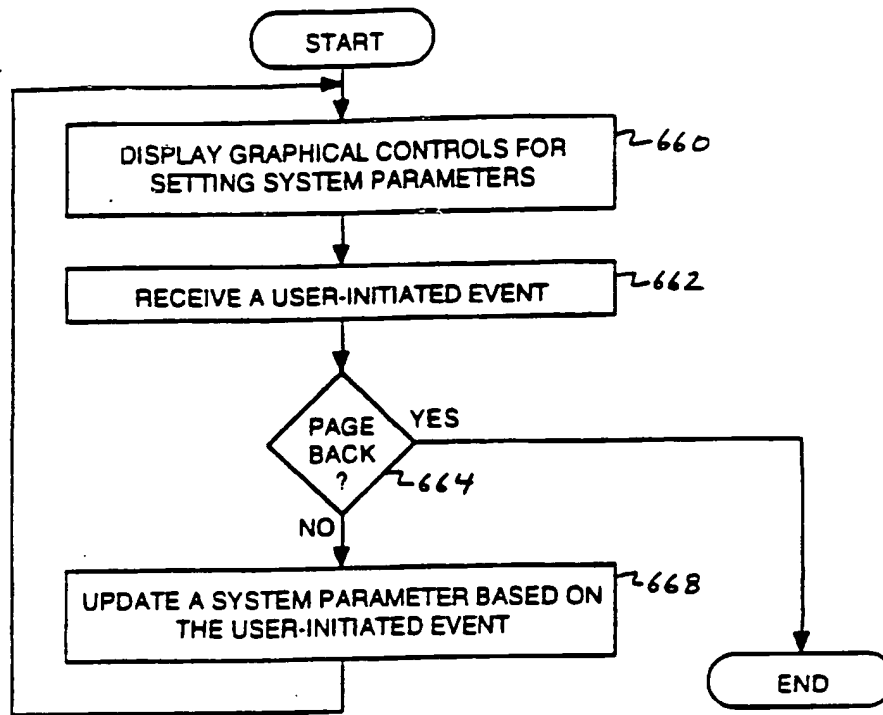 START
DISPLAY GRAPHICAL CONTROLS FOR
SETTING SYSTEM PARAMETERS
660
RECEIVE A USER-INITIATED EVENT
662
PAGE
BACK
?
YES
664
NO
UPDATE A SYSTEM PARAMETER BASED ON
THE USER-INITIATED EVENT
668
END